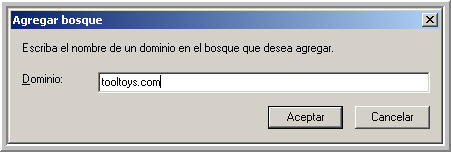 Agregar bosque
Escriba el nombre de un dominio en el bosque que desea agregar.
Dominio: tooltoys.com
Aceptar Cancelar